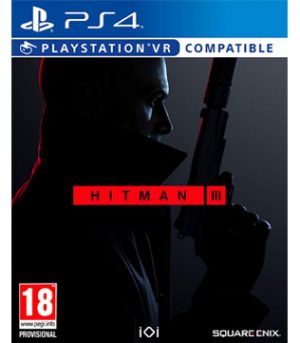 PS4
PLAYSTATION®VR COMPATIBLE
HITMAN III
18
www.pegi.info
PROVISIONAL
IOI
SQUARE ENIX.